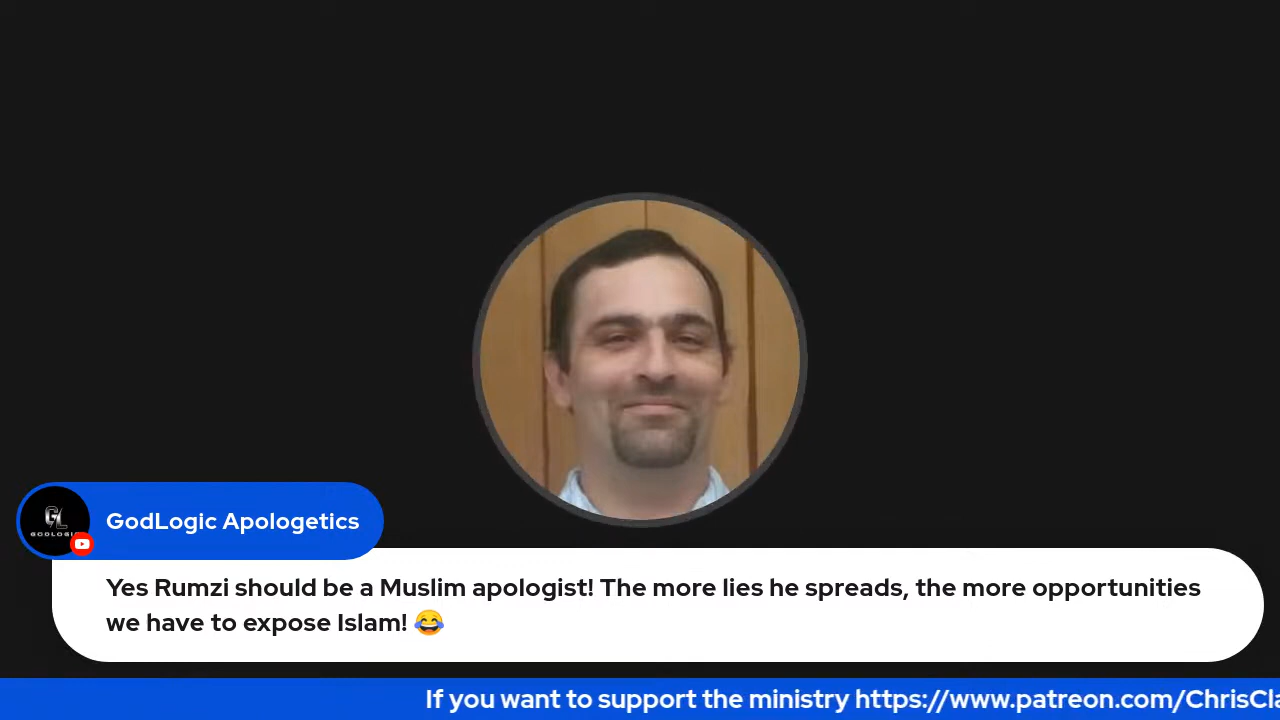 GodLogic Apologetics
Yes Rumzi should be a Muslim apologist! The more lies he spreads, the more opportunities
we have to expose Islam! 😂
If you want to support the ministry https://www.patreon.com/ChrisCla